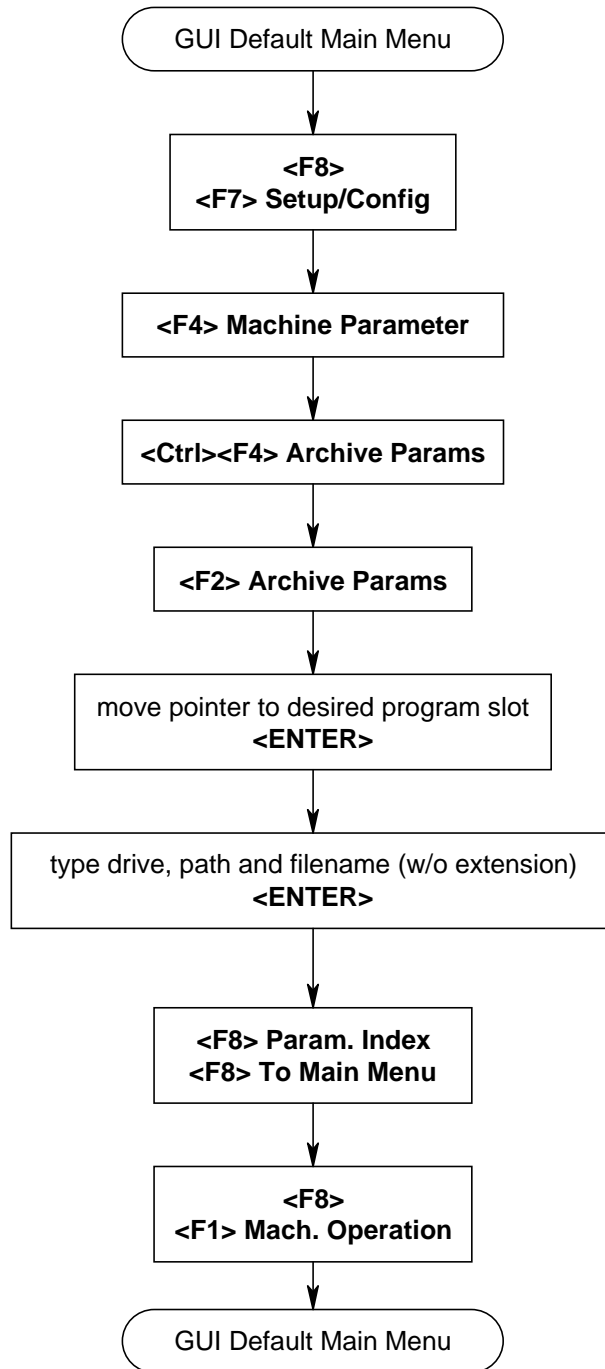 GUI Default Main Menu
<F8>
<F7> Setup/Config
<F4> Machine Parameter
<Ctrl><F4> Archive Params
<F2> Archive Params
move pointer to desired program slot
<ENTER>
type drive, path and filename (w/o extension)
<ENTER>
<F8> Param. Index
<F8> To Main Menu
<F8>
<F1> Mach. Operation
GUI Default Main Menu